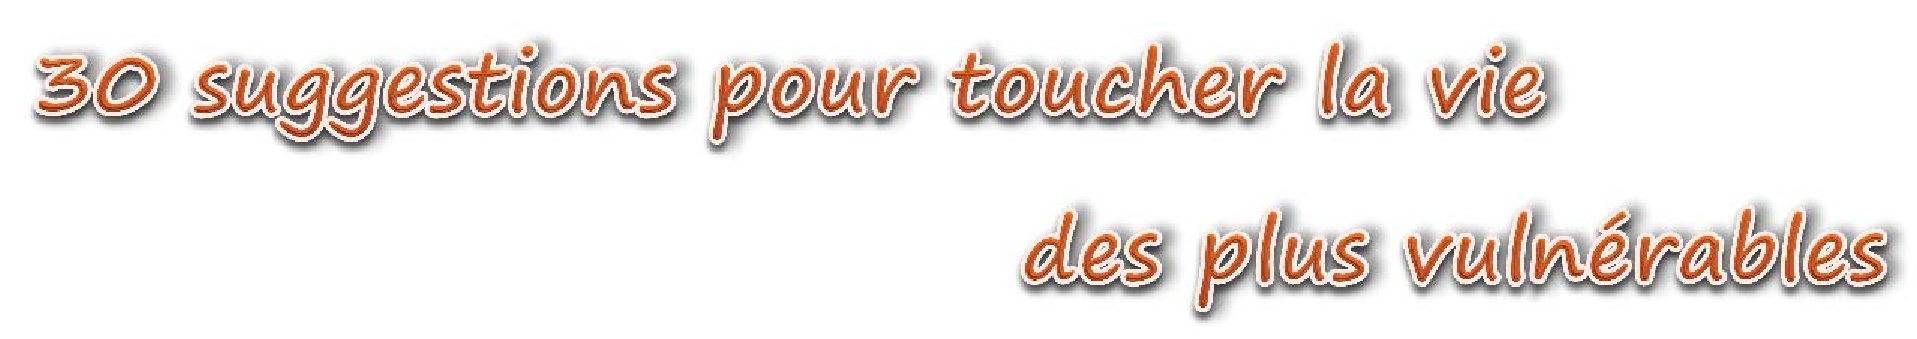 30 suggestions pour toucher la vie
des plus vulnérables